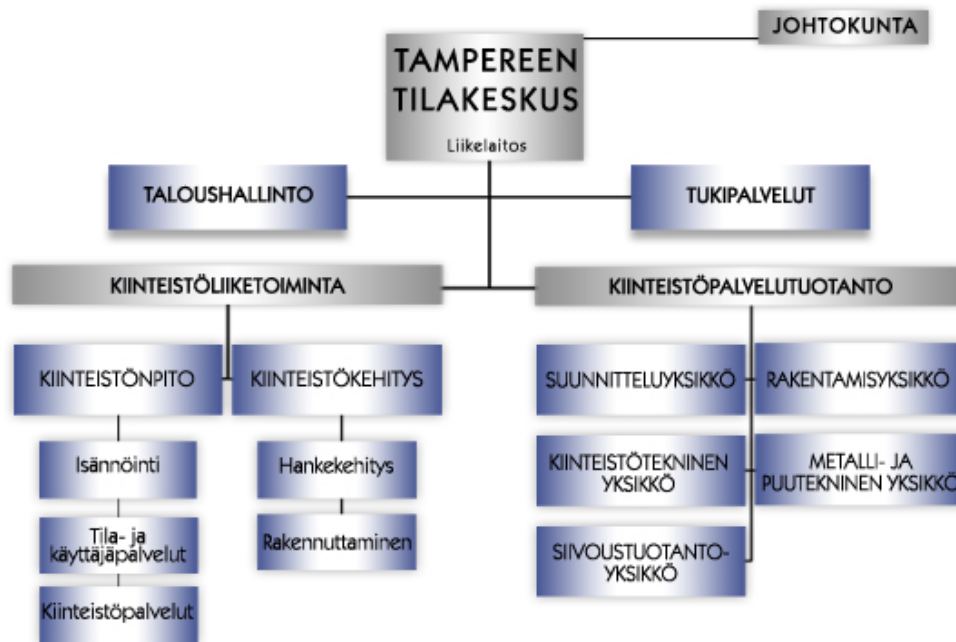 JOHTOKUNTA
TAMPEREEN
TILAKESKUS
Liikelaitos
TALOUSHALLINTO
TUKIPALVELUT
KIINTEISTÖLIIKETOIMINTA
KIINTEISTÖPALVELUTUOTANTO
KIINTEISTÖNPITO
KIINTEISTÖKEHITYS
SUUNNITTELUYKSIKKÖ
RAKENTAMISYKSIKKÖ
Isännöinti
Hankekehitys
KIINTEISTÖTEKNINEN
YKSIKKÖ
METALLI- JA
PUUTEKNINEN YKSIKKÖ
Tila- ja
käyttäjäpalvelut
Rakennuttaminen
SIIVOUSTUOTANTO-
YKSIKKÖ
Kiinteistöpalvelut